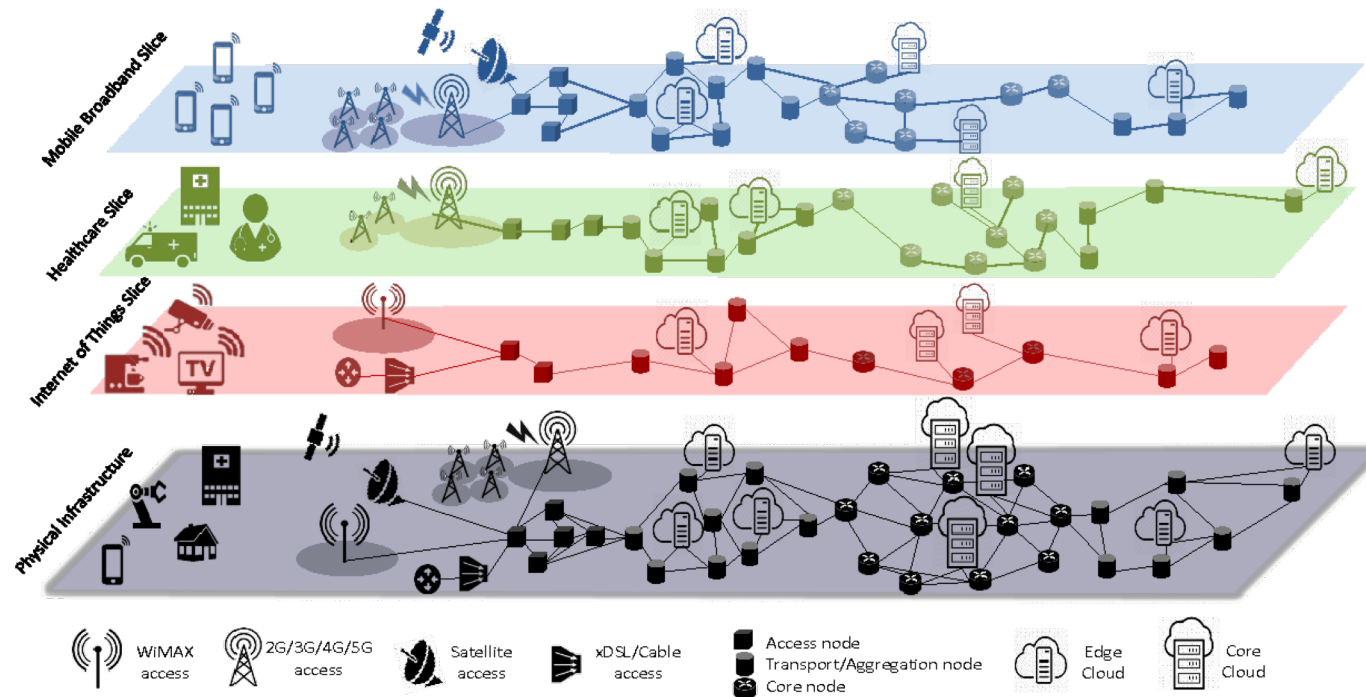 Mobile Broadband Slice
Healthcare Slice
Internet of Things Slice
TV
Physical Infrastructure
WiMAX
access
2G/3G/4G/5G
access
Satellite
access
xDSL/Cable
access
Access node
Transport/Aggregation node
Core node
Edge
Cloud
Core
Cloud